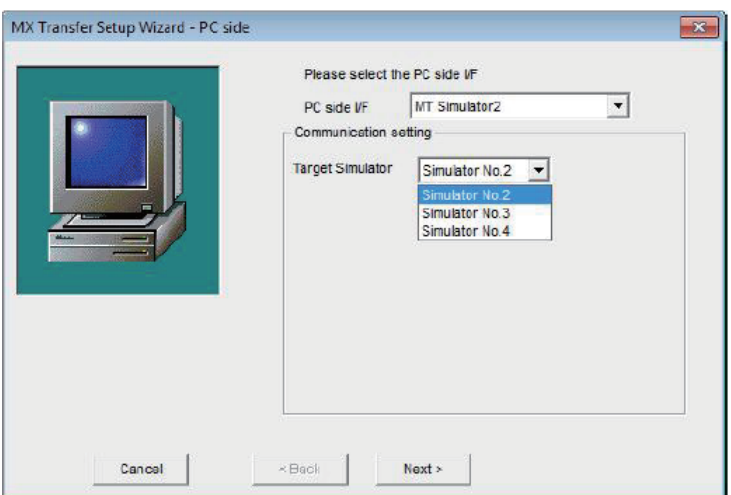 MX Transfer Setup Wizard - PC side
Please select the PC side I/F
PC side I/F MT Simulator2
Communication setting
Target Simulator Simulator No.2
Simulator No.2
Simulator No.3
Simulator No.4
Cancel < Back Next >